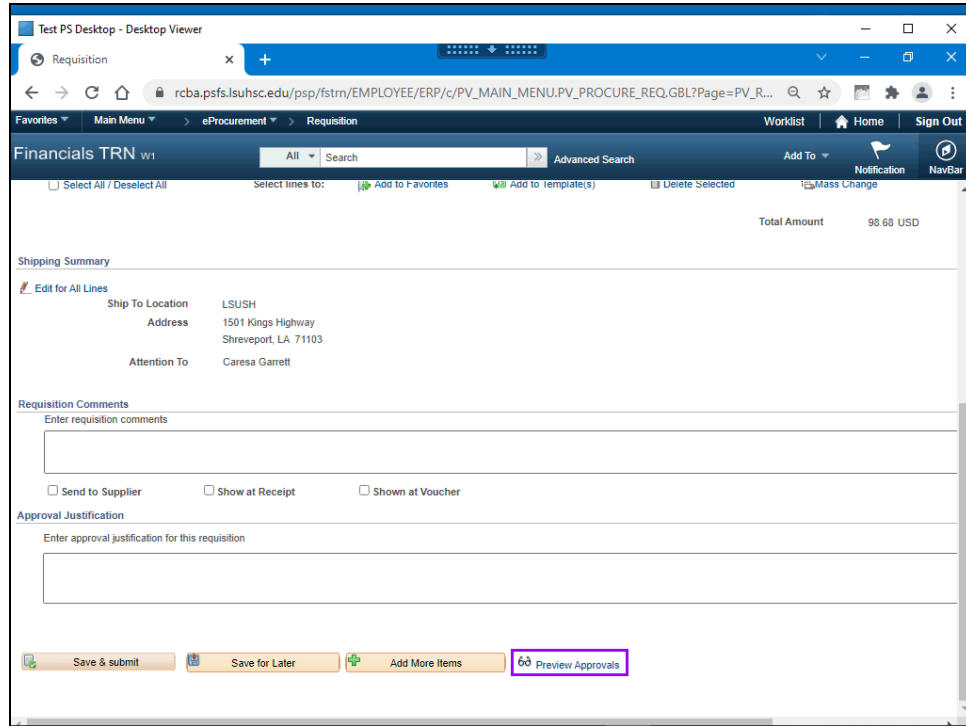 Test PS Desktop - Desktop Viewer
Requisition
rcba.psfs.lsuhsc.edu/psp/fstrn/EMPLOYEE/ERP/c/PV_MAIN_MENU.PV_PROCURE_REQ.GBL?Page=PV_R...
Favorites Main Menu > eProcurement > Requisition Worklist Home Sign Out
Financials TRN W1 All Search Advanced Search Add To Notification NavBar
Select All / Deselect All Select lines to: Add to Favorites Add to Template(s) Delete Selected Mass Change
Total Amount 98.68 USD
Shipping Summary
Edit for All Lines
Ship To Location LSUSH
Address 1501 Kings Highway
Shreveport, LA 71103
Attention To Caresa Garrett
Requisition Comments
Enter requisition comments
Send to Supplier Show at Receipt Shown at Voucher
Approval Justification
Enter approval justification for this requisition
Save & submit Save for Later Add More Items Preview Approvals